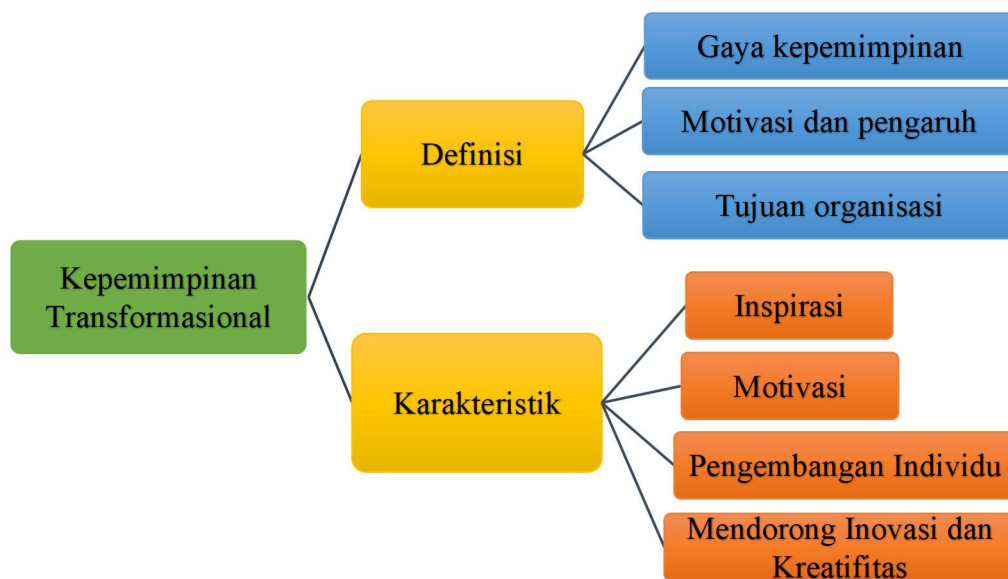 Kepemimpinan
Transformasional
Definisi
Gaya kepemimpinan
Motivasi dan pengaruh
Tujuan organisasi
Karakteristik
Inspirasi
Motivasi
Pengembangan Individu
Mendorong Inovasi dan
Kreatifitas